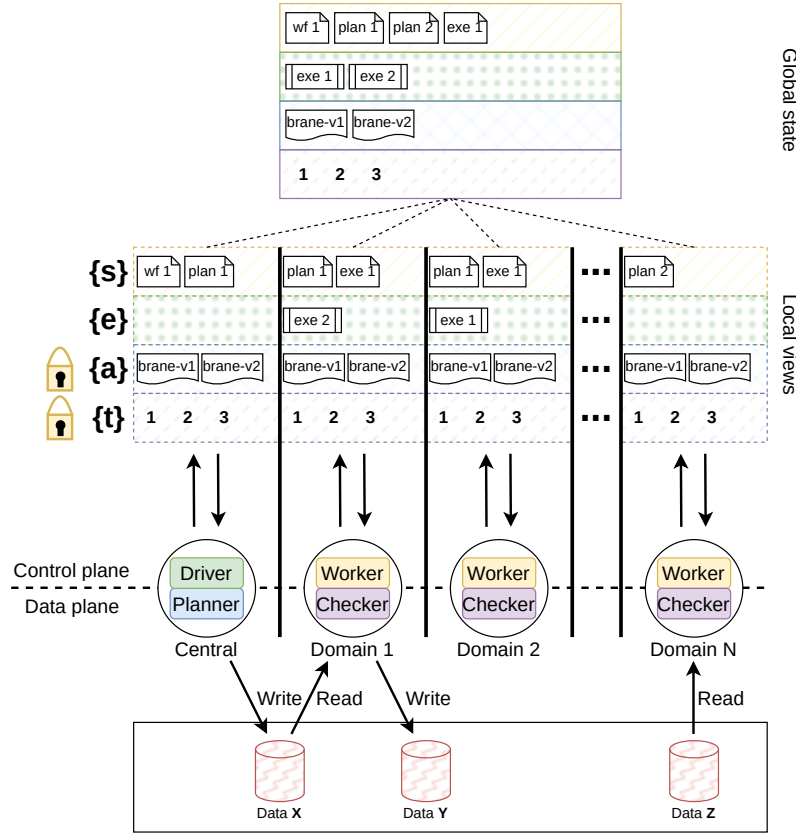 wf 1 plan 1 plan 2 exe 1
exe 1 exe 2
brane-v1 brane-v2
1 2 3
Global state
{s} wf 1 plan 1 plan 1 exe 1 plan 1 exe 1 ... plan 2
{e} exe 2 exe 1 ...
{a} brane-v1 brane-v2 brane-v1 brane-v2 brane-v1 brane-v2 ... brane-v1 brane-v2
{t} 1 2 3 1 2 3 1 2 3 ... 1 2 3
Local views
Control plane
Data plane
Driver
Planner
Central
Worker
Checker
Domain 1
Worker
Checker
Domain 2
Worker
Checker
Domain N
Write Read Write Read
Data X Data Y Data Z